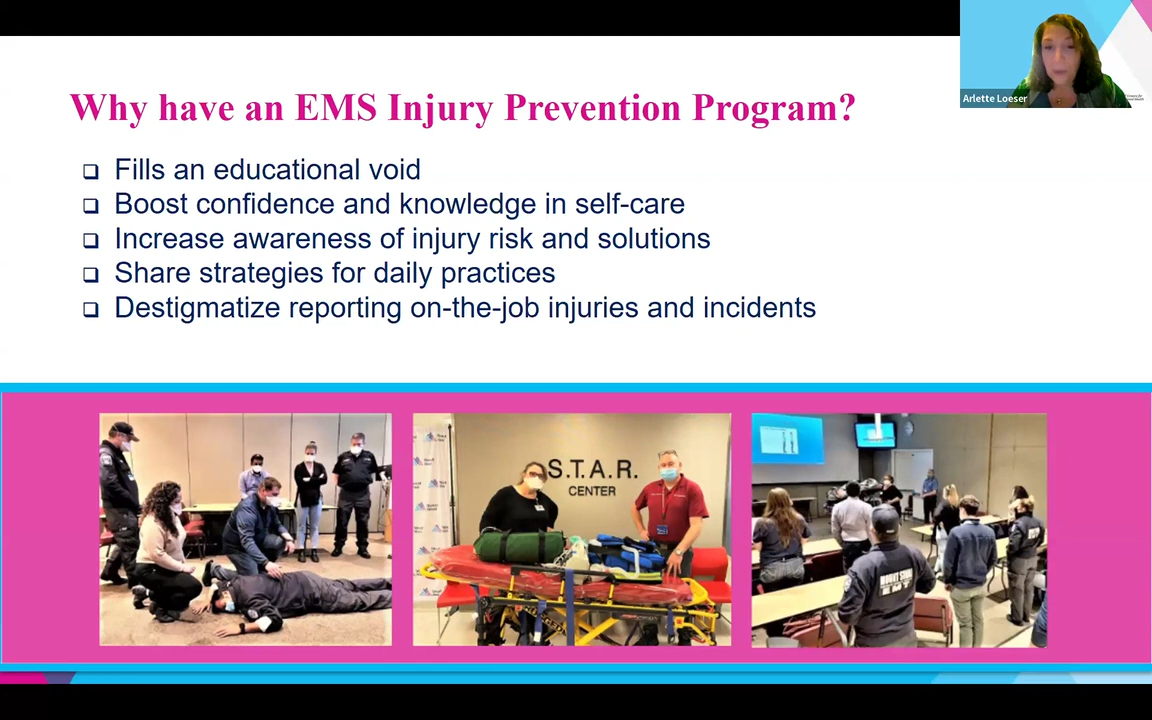 Why have an EMS Injury Prevention Program?
Arlette Loeser
❑ Fills an educational void
❑ Boost confidence and knowledge in self-care
❑ Increase awareness of injury risk and solutions
❑ Share strategies for daily practices
❑ Destigmatize reporting on-the-job injuries and incidents
S.T.A.R.
CENTER